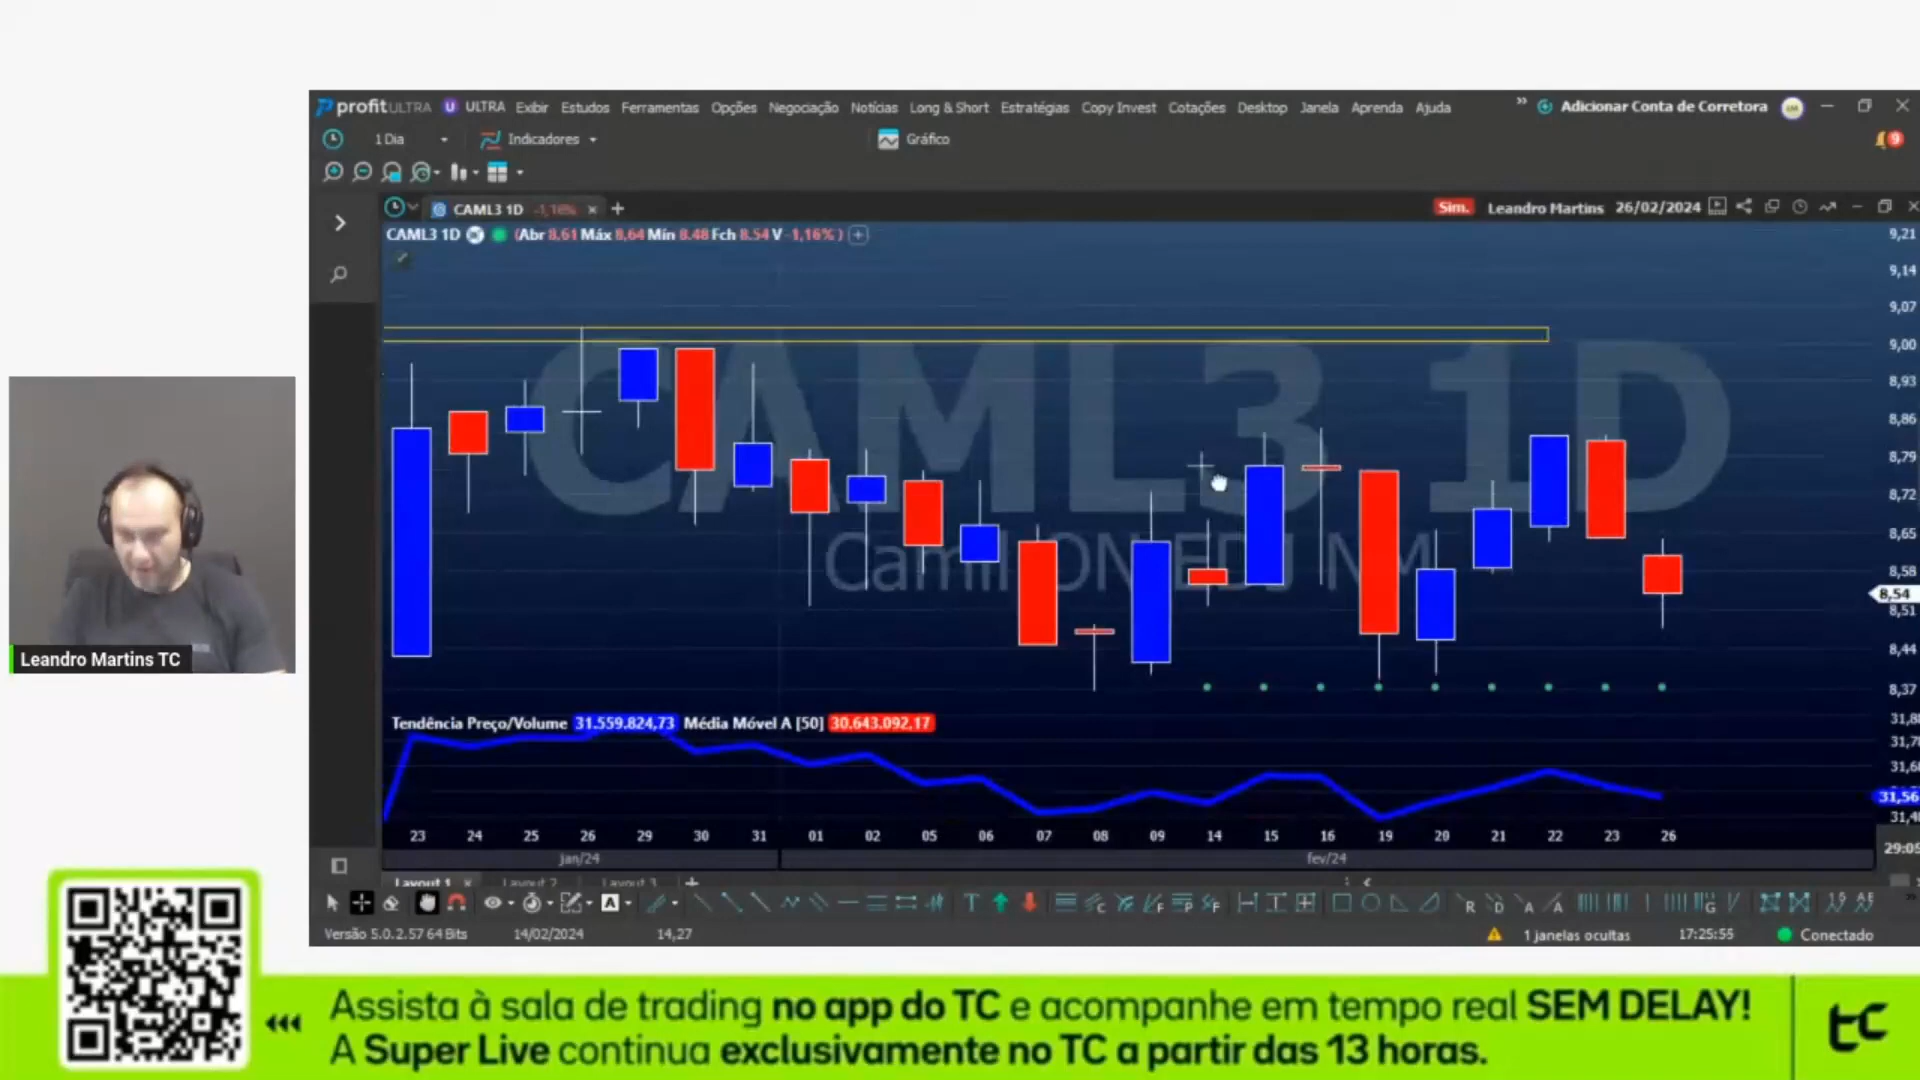 profitULTRA U ULTRA Exibir Estudos Ferramentas Opções Negociação Notícias Long & Short Estratégias Copy Invest Cotações Desktop Janela Aprenda Ajuda » Adicionar Conta de Corretora
1 Dia Indicadores Gráfico 9
CAML3 1D -1,16% Sim. Leandro Martins 26/02/2024
CAML3 1D (Abr 8,61 Máx 8,64 Mín 8.48 Fch 8.54 V -1,16%)
9,21
9,14
9,07
9,00
8,93
8,86
8,79
8,72
8,65
8,58
8,54
8,51
8,44
8,37
CAML3 1D
Camil ON EDJ NM
Leandro Martins TC
Tendência Preço/Volume 31.559.824,73 Média Móvel A [50] 30.643.092,17
31,56
23 24 25 26 29 30 31 01 02 05 06 07 08 09 14 15 16 19 20 21 22 23 26
jan/24 fev/24
Layout 1 Layout 2 Layout 3
Versão 5.0.2.57 64 Bits 14/02/2024 14,27 1 janelas ocultas 17:25:55 Conectado
Assista à sala de trading no app do TC e acompanhe em tempo real SEM DELAY!
A Super Live continua exclusivamente no TC a partir das 13 horas.
tc